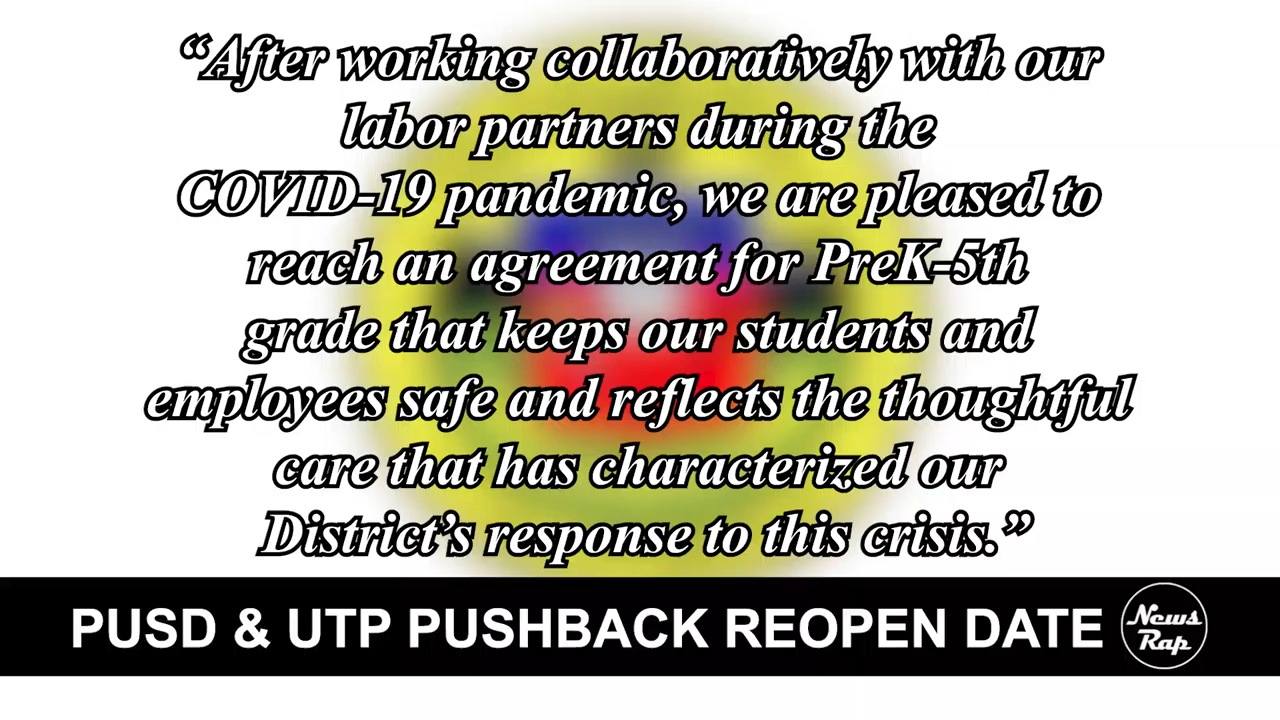 “After working collaboratively with our
labor partners during the
COVID-19 pandemic, we are pleased to
reach an agreement for PreK-5th
grade that keeps our students and
employees safe and reflects the thoughtful
care that has characterized our
District’s response to this crisis.”
PUSD & UTP PUSHBACK REOPEN DATE
News
Rap